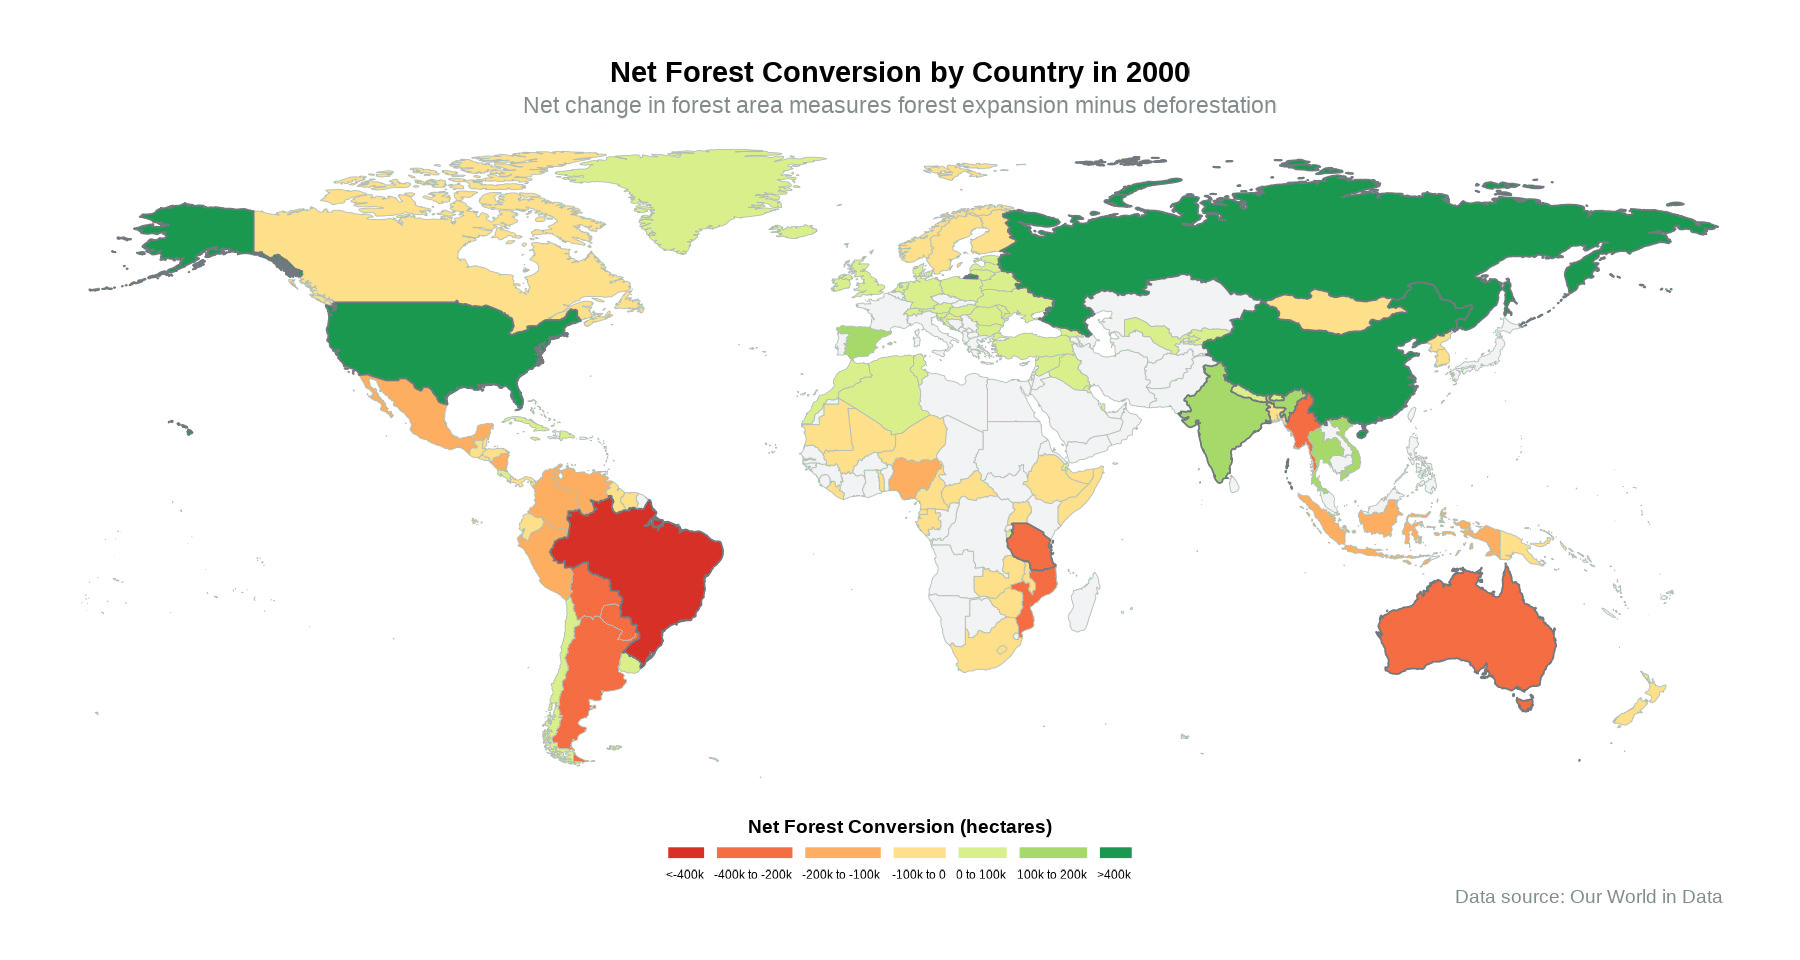 Net Forest Conversion by Country in 2000
Net change in forest area measures forest expansion minus deforestation
Net Forest Conversion (hectares)
<-400k -400k to -200k -200k to -100k -100k to 0 0 to 100k 100k to 200k >400k
Data source: Our World in Data